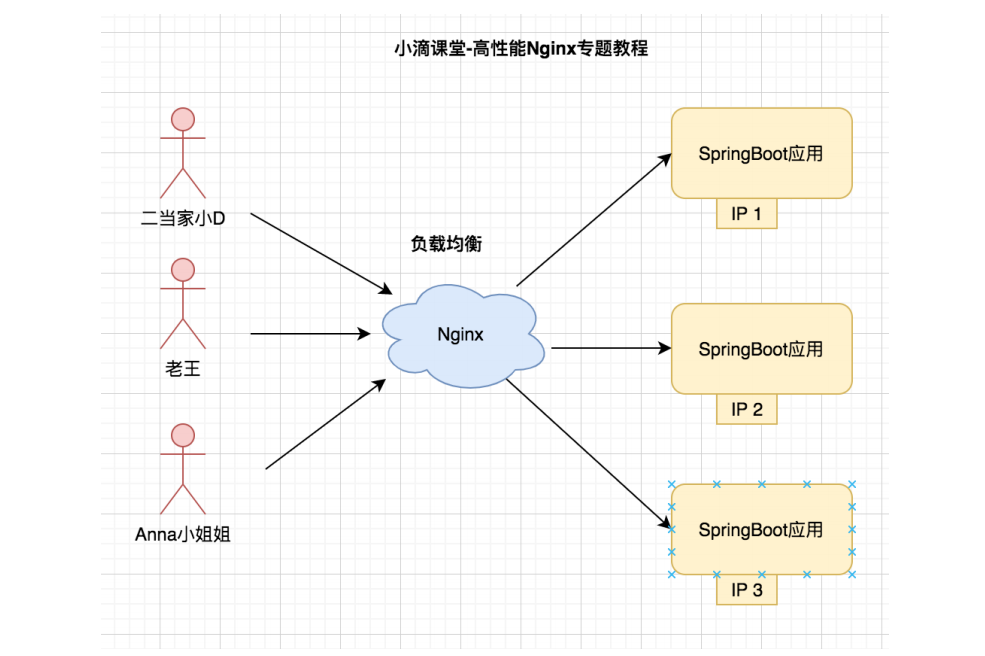 小滴课堂-高性能Nginx专题教程
二当家小D
老王
Anna小姐姐
负载均衡
Nginx
SpringBoot应用
IP 1
SpringBoot应用
IP 2
SpringBoot应用
IP 3